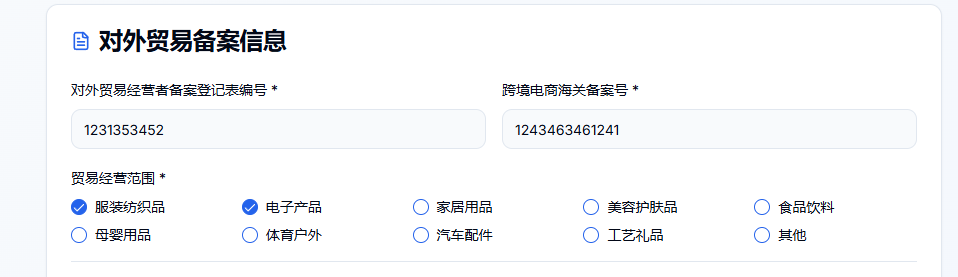 对外贸易备案信息
对外贸易经营者备案登记表编号 * 跨境电商海关备案号 *
1231353452 1243463461241
贸易经营范围 *
服装纺织品 电子产品 家居用品 美容护肤品 食品饮料
母婴用品 体育户外 汽车配件 工艺礼品 其他